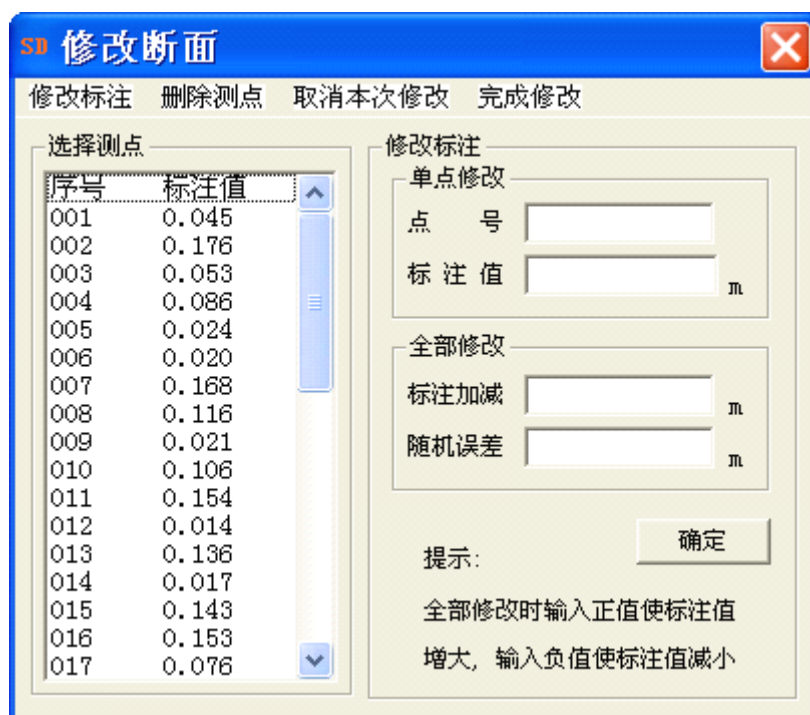 SD 修改断面
修改标注 删除测点 取消本次修改 完成修改
选择测点
序号 标注值
001 0.045
002 0.176
003 0.053
004 0.086
005 0.024
006 0.020
007 0.168
008 0.116
009 0.021
010 0.106
011 0.154
012 0.014
013 0.136
014 0.017
015 0.143
016 0.153
017 0.076
修改标注
单点修改
点 号
标 注 值 m
全部修改
标注加减 m
随机误差 m
确定
提示:
全部修改时输入正值使标注值
增大, 输入负值使标注值减小